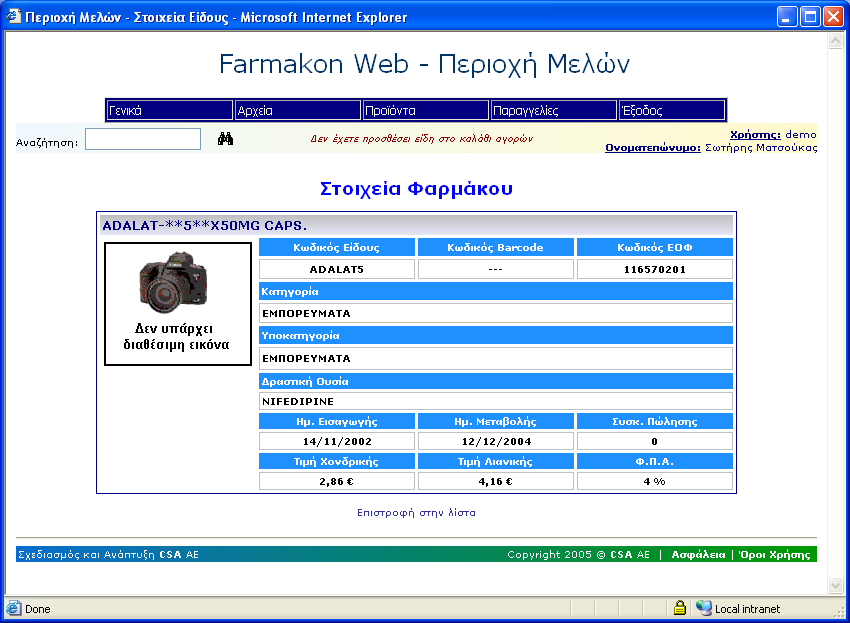 Περιοχή Μελών - Στοιχεία Είδους - Microsoft Internet Explorer
Farmakon Web - Περιοχή Μελών
Γενικά Αρχεία Προϊόντα Παραγγελίες Έξοδος
Αναζήτηση: Δεν έχετε προσθέσει είδη στο καλάθι αγορών Χρήστης: demo
Ονοματεπώνυμο: Σωτήρης Ματσούκας
Στοιχεία Φαρμάκου
ADALAT-**5**X50MG CAPS.
Κωδικός Είδους Κωδικός Barcode Κωδικός ΕΟΦ
ADALAT5 --- 116570201
Δεν υπάρχει
διαθέσιμη εικόνα
Κατηγορία
ΕΜΠΟΡΕΥΜΑΤΑ
Υποκατηγορία
ΕΜΠΟΡΕΥΜΑΤΑ
Δραστική Ουσία
NIFEDIPINE
Ημ. Εισαγωγής Ημ. Μεταβολής Συσκ. Πώλησης
14/11/2002 12/12/2004 0
Τιμή Χονδρικής Τιμή Λιανικής Φ.Π.Α.
2,86 € 4,16 € 4 %
Επιστροφή στην λίστα
Σχεδιασμός και Ανάπτυξη CSA ΑΕ Copyright 2005 © CSA ΑΕ | Ασφάλεια | Όροι Χρήσης
Done Local intranet